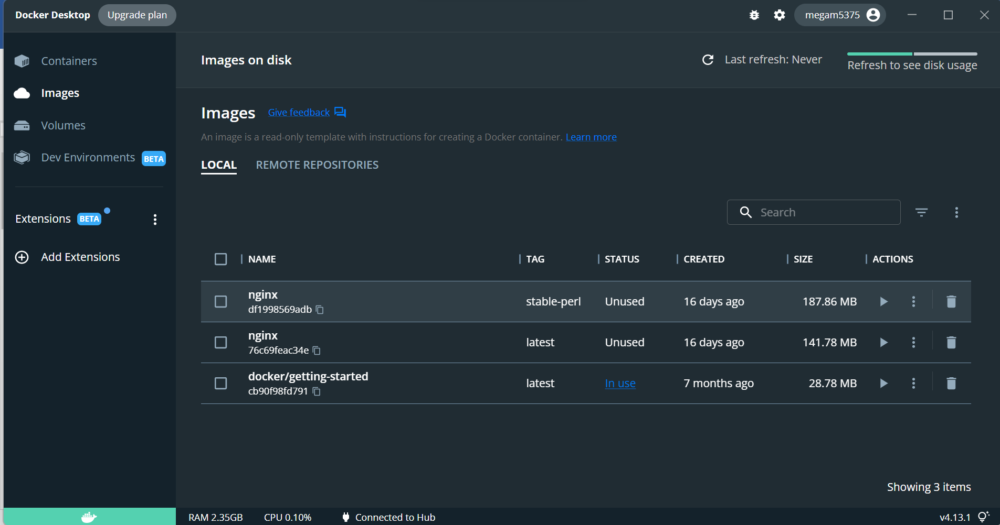 Docker Desktop Upgrade plan megam5375
Containers
Images
Volumes
Dev Environments BETA
Extensions BETA
Add Extensions
Images on disk Last refresh: Never Refresh to see disk usage
Images Give feedback
An image is a read-only template with instructions for creating a Docker container. Learn more
LOCAL REMOTE REPOSITORIES
Search
NAME TAG STATUS CREATED SIZE ACTIONS
nginx
df1998569adb stable-perl Unused 16 days ago 187.86 MB
nginx
76c69feac34e latest Unused 16 days ago 141.78 MB
docker/getting-started
cb90f98fd791 latest In use 7 months ago 28.78 MB
Showing 3 items
RAM 2.35GB CPU 0.10% Connected to Hub v4.13.1